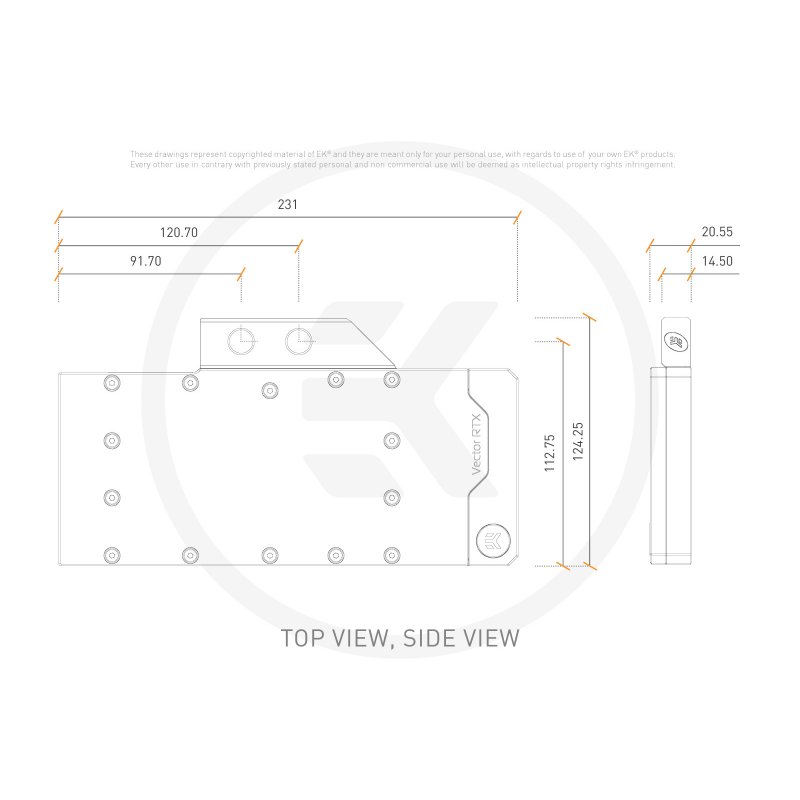 These drawings represent copyrighted material of EK® and they are meant only for your personal use, with regards to use of your own EK® products.
Every other use in contrary with previously stated personal and non commercial use will be deemed as intellectual property rights infringement.
231
120.70
91.70
20.55
14.50
EK
112.75
124.25
Vector RTX
EK
TOP VIEW, SIDE VIEW